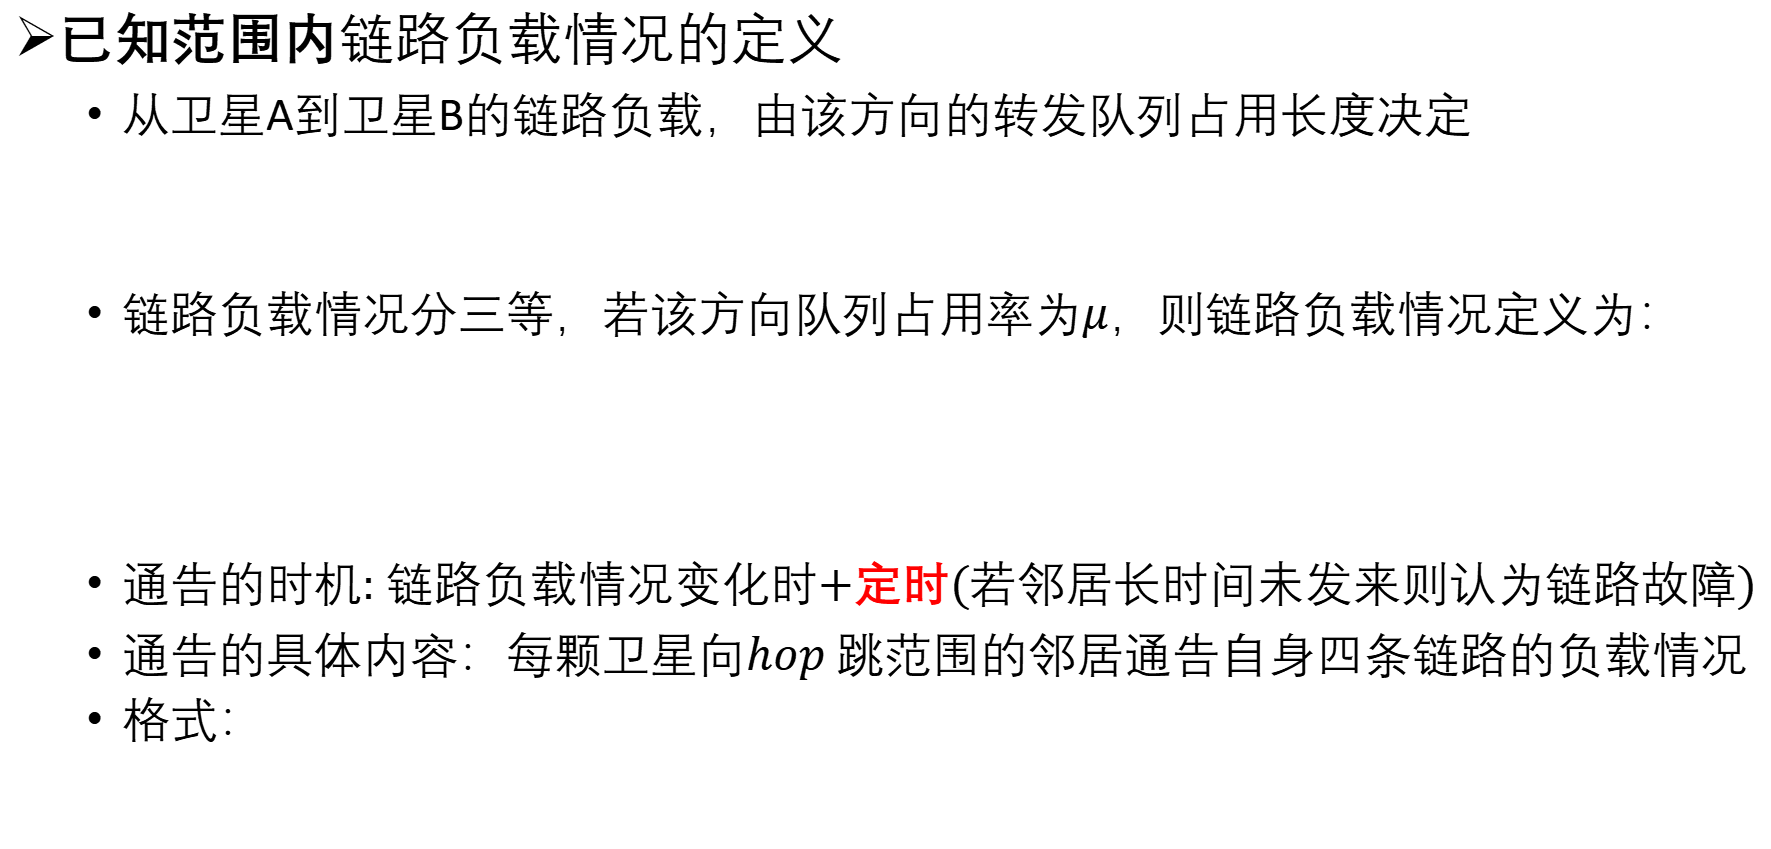 ➢已知范围内链路负载情况的定义
• 从卫星A到卫星B的链路负载，由该方向的转发队列占用长度决定
• 链路负载情况分三等，若该方向队列占用率为μ，则链路负载情况定义为：
• 通告的时机: 链路负载情况变化时+定时(若邻居长时间未发来则认为链路故障)
• 通告的具体内容：每颗卫星向hop 跳范围的邻居通告自身四条链路的负载情况
• 格式：